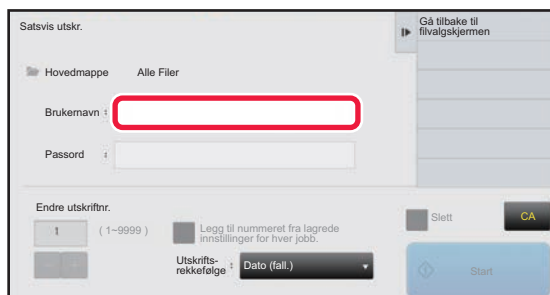 Satsvis utskr.
Gå tilbake til
filvalgskjermen
Hovedmappe Alle Filer
Brukernavn :
Passord :
Endre utskriftnr.
1 ( 1~9999 )
Legg til nummeret fra lagrede
innstillinger for hver jobb.
Utskrifts-
rekkefølge : Dato (fall.)
Slett
CA
Start